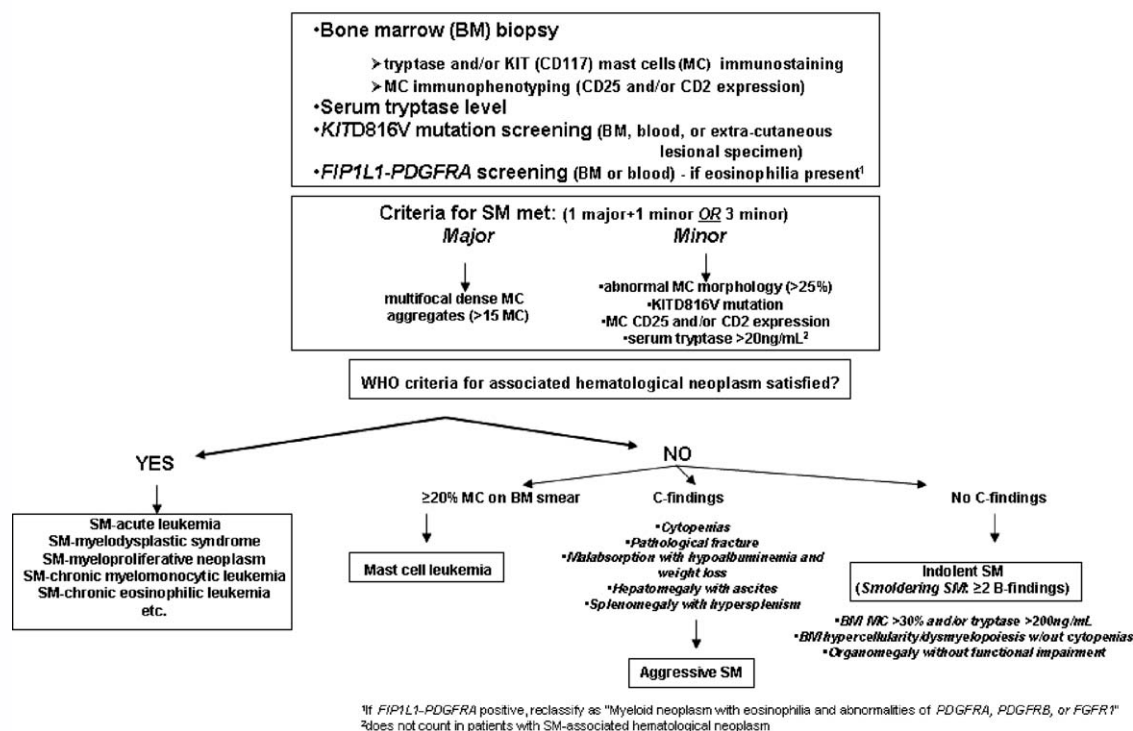 •Bone marrow (BM) biopsy
➢tryptase and/or KIT (CD117) mast cells (MC) immunostaining
➢MC immunophenotyping (CD25 and/or CD2 expression)
•Serum tryptase level
•KITD816V mutation screening (BM, blood, or extra-cutaneous
lesional specimen)
•FIP1L1-PDGFRA screening (BM or blood) - if eosinophilia present¹
Criteria for SM met: (1 major+1 minor OR 3 minor)
Major
multifocal dense MC
aggregates (>15 MC)
Minor
•abnormal MC morphology (>25%)
•KITD816V mutation
•MC CD25 and/or CD2 expression
•serum tryptase >20ng/mL²
WHO criteria for associated hematological neoplasm satisfied?
YES
SM-acute leukemia
SM-myelodysplastic syndrome
SM-myeloproliferative neoplasm
SM-chronic myelomonocytic leukemia
SM-chronic eosinophilic leukemia
etc.
NO
≥20% MC on BM smear
Mast cell leukemia
C-findings
•Cytopenias
•Pathological fracture
•Malabsorption with hypoalbuminemia and
weight loss
•Hepatomegaly with ascites
•Splenomegaly with hypersplenism
Aggressive SM
No C-findings
Indolent SM
(Smoldering SM: ≥2 B-findings)
•BM MC >30% and/or tryptase >200ng/mL
•BM hypercellularity/dysmyelopoiesis w/out cytopenias
•Organomegaly without functional impairment
¹If FIP1L1-PDGFRA positive, reclassify as "Myeloid neoplasm with eosinophilia and abnormalities of PDGFRA, PDGFRB, or FGFR1"
²does not count in patients with SM-associated hematological neoplasm